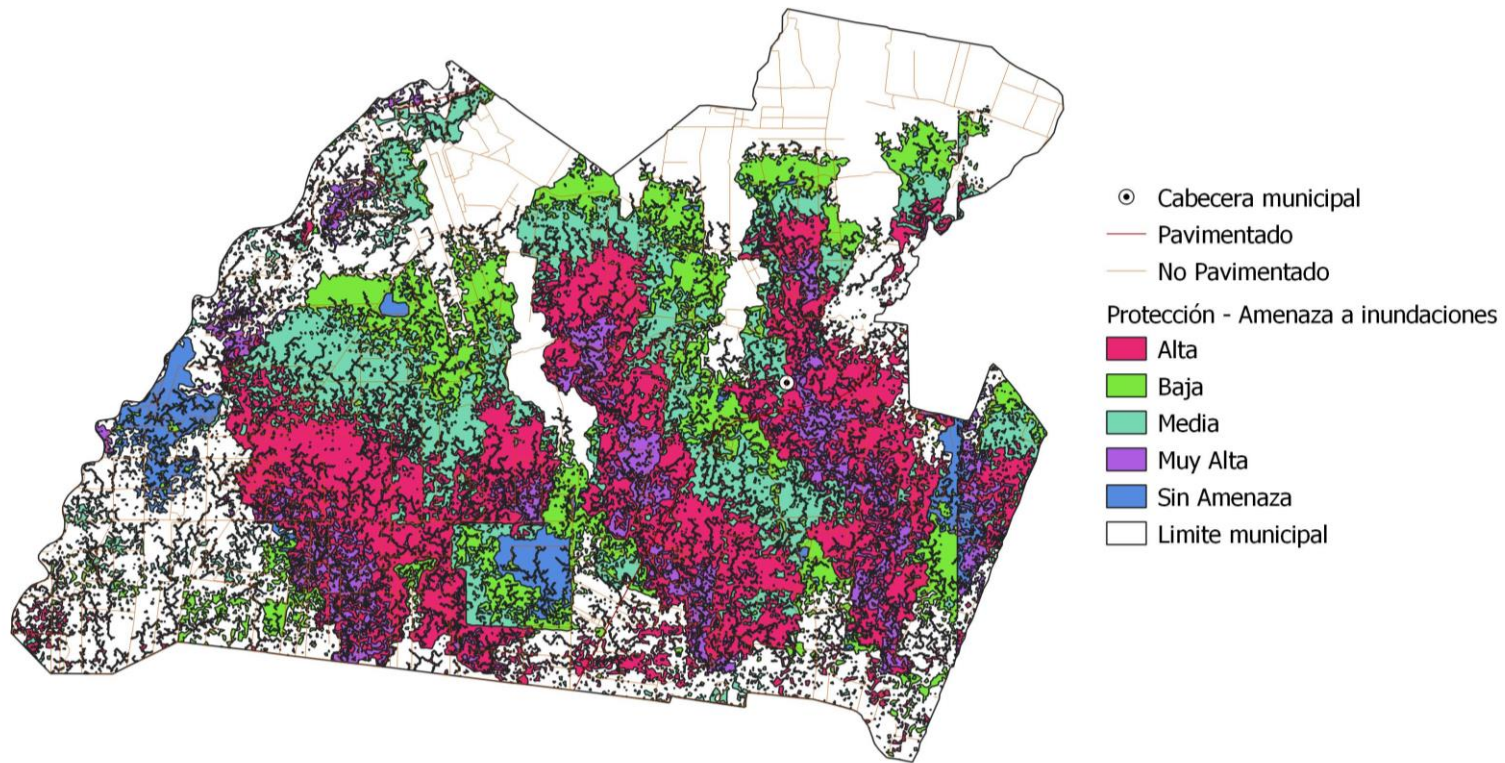 Cabecera municipal
Pavimentado
No Pavimentado
Protección - Amenaza a inundaciones
Alta
Baja
Media
Muy Alta
Sin Amenaza
Limite municipal